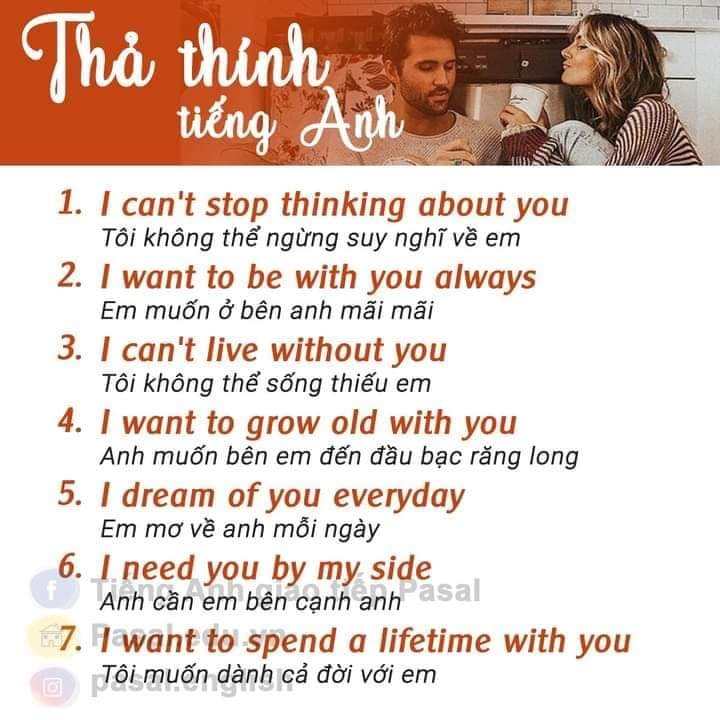 Thả thính
tiếng Anh
1. I can't stop thinking about you
Tôi không thể ngừng suy nghĩ về em
2. I want to be with you always
Em muốn ở bên anh mãi mãi
3. I can't live without you
Tôi không thể sống thiếu em
4. I want to grow old with you
Anh muốn bên em đến đầu bạc răng long
5. I dream of you everyday
Em mơ về anh mỗi ngày
6. I need you by my side
Tiếng Anh giao tiếp Pasal
Anh cần em bên cạnh anh
7. I want to spend a lifetime with you
Pasal.edu.vn
Tôi muốn dành cả đời với em
pasal.english